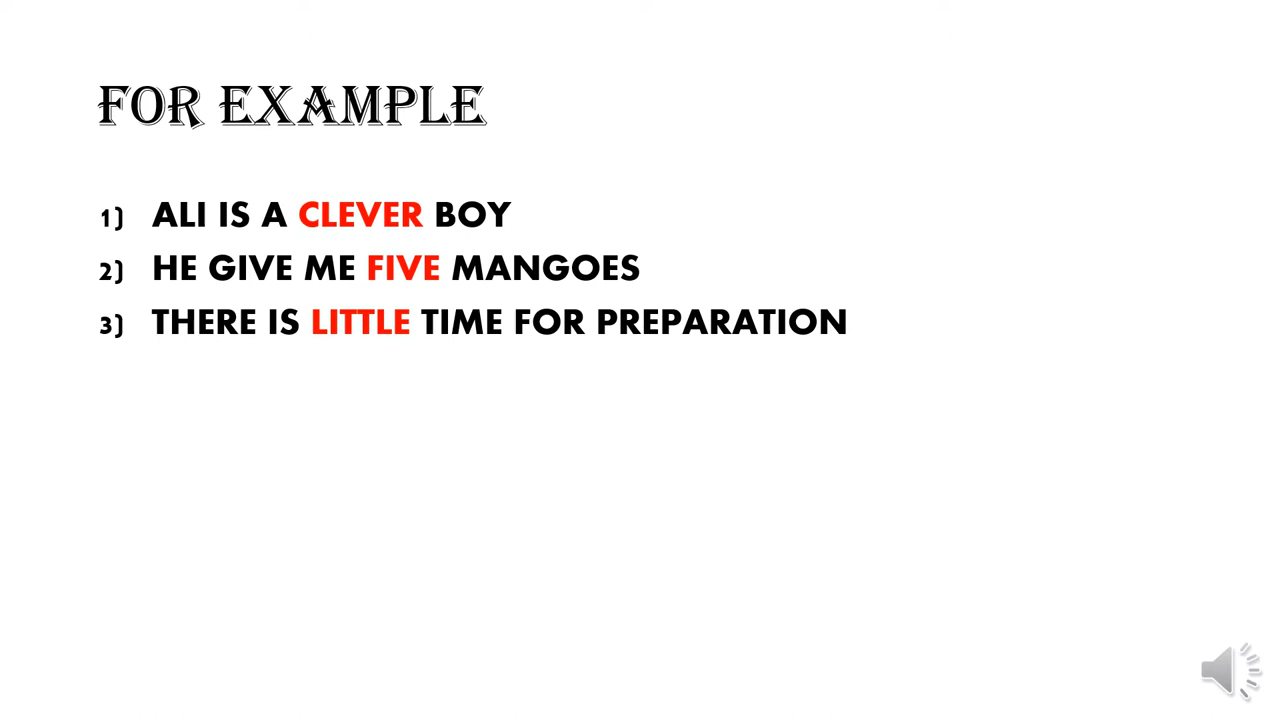 FOR EXAMPLE
1) ALI IS A CLEVER BOY
2) HE GIVE ME FIVE MANGOES
3) THERE IS LITTLE TIME FOR PREPARATION